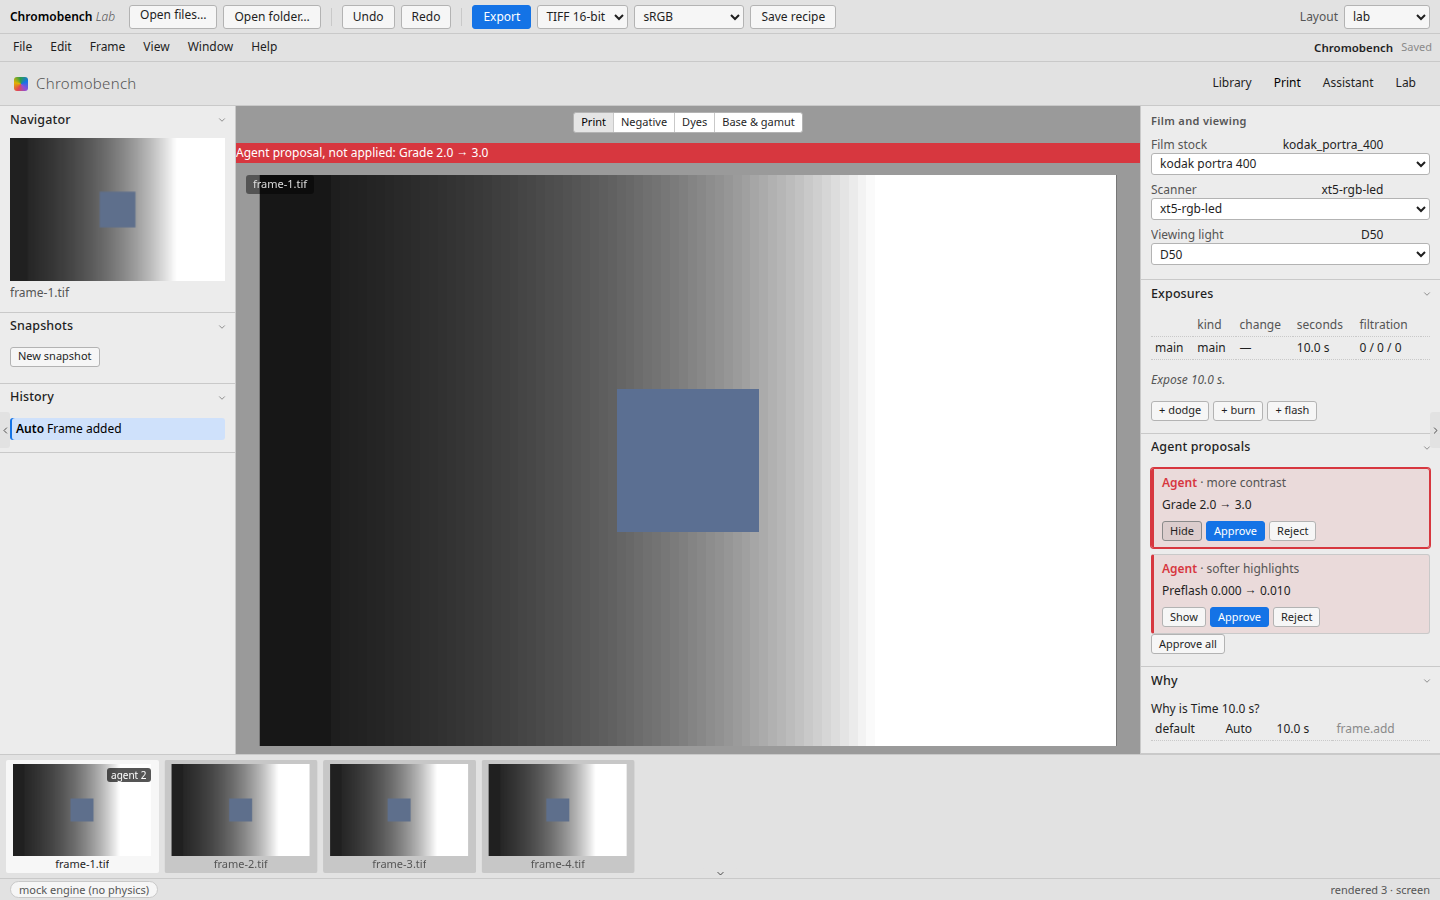 Chromobench Lab Open files... Open folder... Undo Redo Export TIFF 16-bit sRGB Save recipe Layout lab
File Edit Frame View Window Help Chromobench Saved
Chromobench Library Print Assistant Lab
Navigator
frame-1.tif
Snapshots
New snapshot
History
Auto Frame added
Print Negative Dyes Base & gamut
Agent proposal, not applied: Grade 2.0 → 3.0
frame-1.tif
Film and viewing
Film stock kodak_portra_400
kodak portra 400
Scanner xt5-rgb-led
xt5-rgb-led
Viewing light D50
D50
Exposures
kind change seconds filtration
main main — 10.0 s 0 / 0 / 0
Expose 10.0 s.
+ dodge + burn + flash
Agent proposals
Agent · more contrast
Grade 2.0 → 3.0
Hide Approve Reject
Agent · softer highlights
Preflash 0.000 → 0.010
Show Approve Reject
Approve all
Why
Why is Time 10.0 s?
default Auto 10.0 s frame.add
agent 2
frame-1.tif frame-2.tif frame-3.tif frame-4.tif
mock engine (no physics) rendered 3 · screen